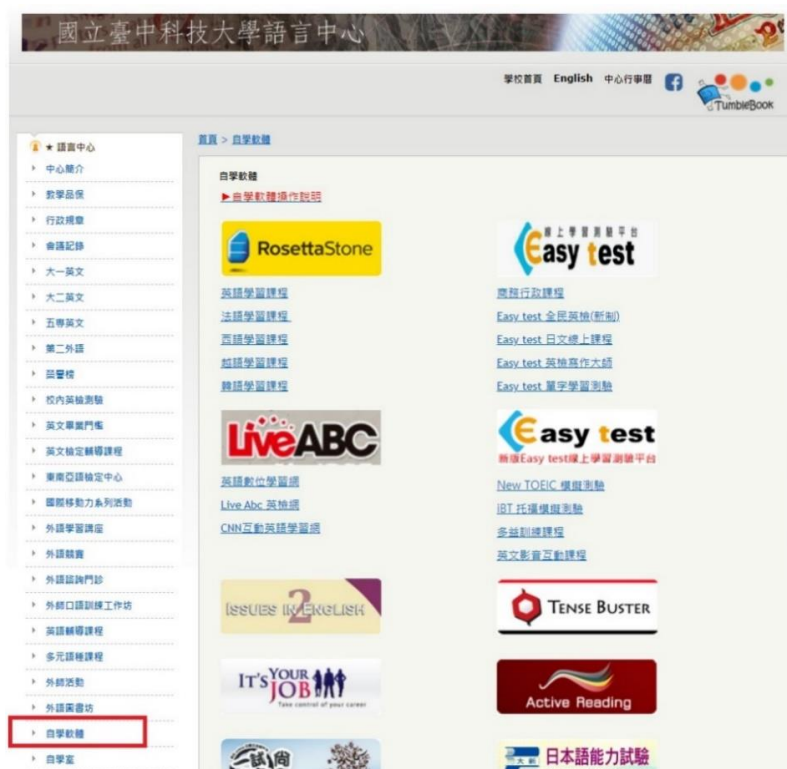 國立臺中科技大學語言中心
學校首頁 English 中心行事曆
TumbleBook
★ 語言中心
中心簡介
教學品保
行政規章
會議記錄
大一英文
大二英文
五專英文
第二外語
榮譽榜
校內英檢測驗
英文畢業門檻
英文檢定輔導課程
東南亞語檢定中心
國際移動力系列活動
外語學習講座
外語競賽
外語諮詢門診
外師口語訓練工作坊
英語輔導課程
多元語種課程
外師活動
外語圖書坊
自學軟體
自學室
首頁 > 自學軟體
自學軟體
►自學軟體操作說明
RosettaStone
英語學習課程
法語學習課程
西語學習課程
越語學習課程
韓語學習課程
線上學習測驗平台
Easy test
商務行政課程
Easy test 全民英檢(新制)
Easy test 日文線上課程
Easy test 英檢寫作大師
Easy test 單字學習測驗
LiveABC
英語數位學習網
Live Abc 英檢網
CNN互動英語學習網
Easy test
新版Easy test線上學習測驗平台
New TOEIC 模擬測驗
iBT 托福模擬測驗
多益訓練課程
英文影音互動課程
ISSUES IN ENGLISH 2
TENSE BUSTER
IT'S YOUR JOB
Take control of your career
Active Reading
一試尚
大新
日本語能力試驗